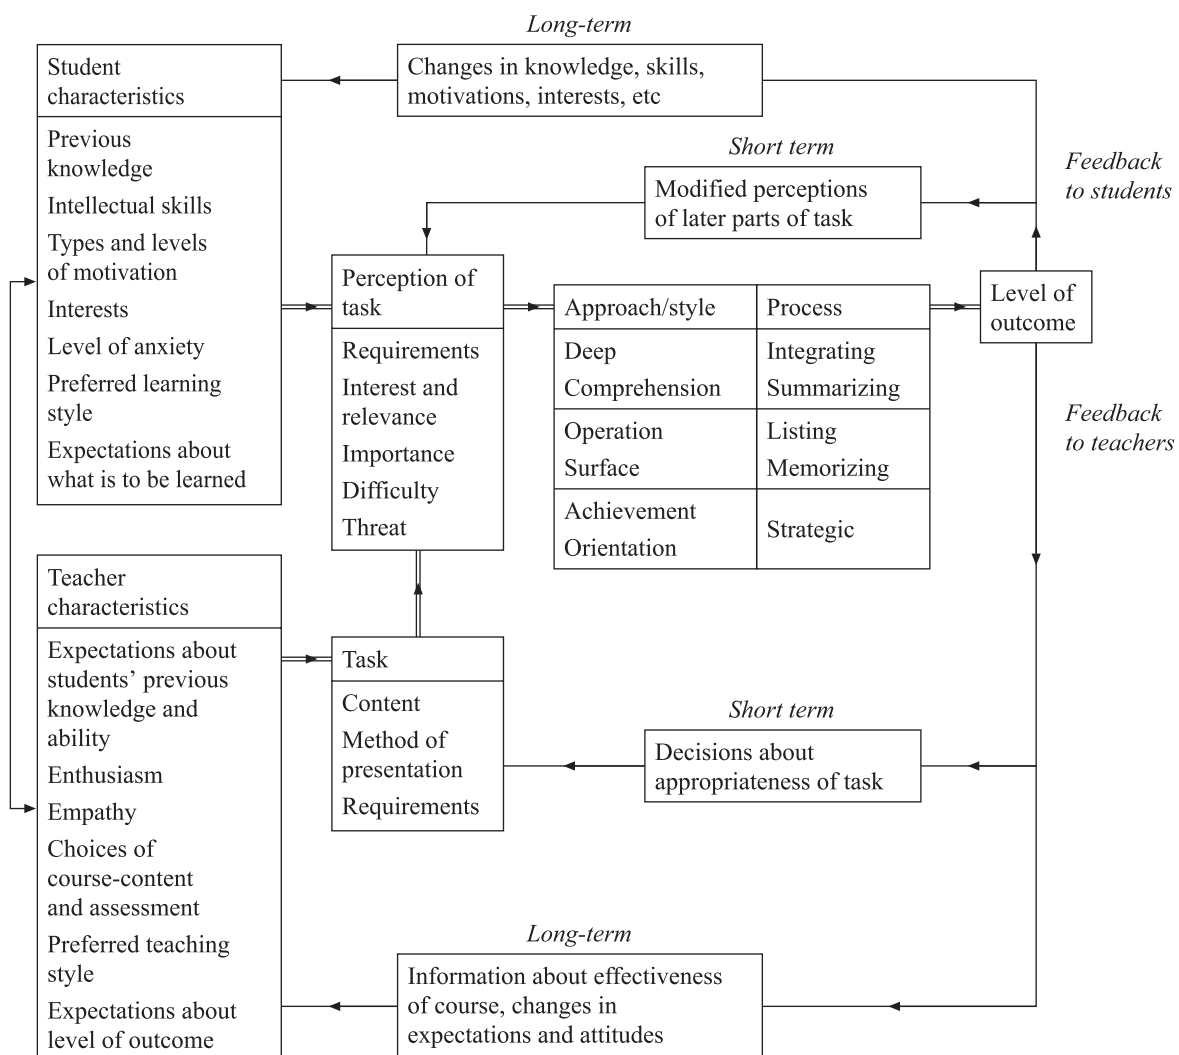 Long-term
Student
characteristics
Changes in knowledge, skills,
motivations, interests, etc
Previous
knowledge
Intellectual skills
Types and levels
of motivation
Interests
Level of anxiety
Preferred learning
style
Expectations about
what is to be learned
Short term
Modified perceptions
of later parts of task
Feedback
to students
Perception of
task
Requirements
Interest and
relevance
Importance
Difficulty
Threat
Approach/style
Process
Deep
Comprehension
Integrating
Summarizing
Operation
Surface
Listing
Memorizing
Achievement
Orientation
Strategic
Level of
outcome
Feedback
to teachers
Teacher
characteristics
Expectations about
students’ previous
knowledge and
ability
Enthusiasm
Empathy
Choices of
course-content
and assessment
Preferred teaching
style
Expectations about
level of outcome
Task
Content
Method of
presentation
Requirements
Short term
Decisions about
appropriateness of task
Long-term
Information about effectiveness
of course, changes in
expectations and attitudes